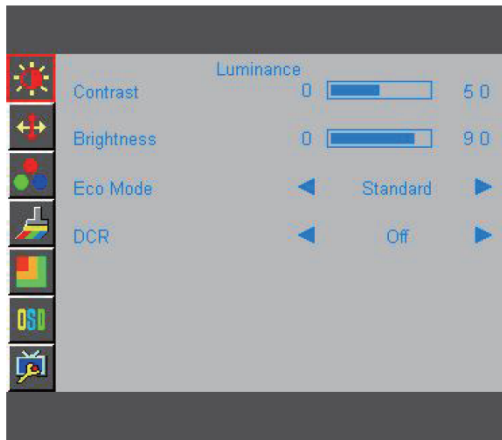 Luminance
Contrast 0 50
Brightness 0 90
Eco Mode Standard
DCR Off
OSD